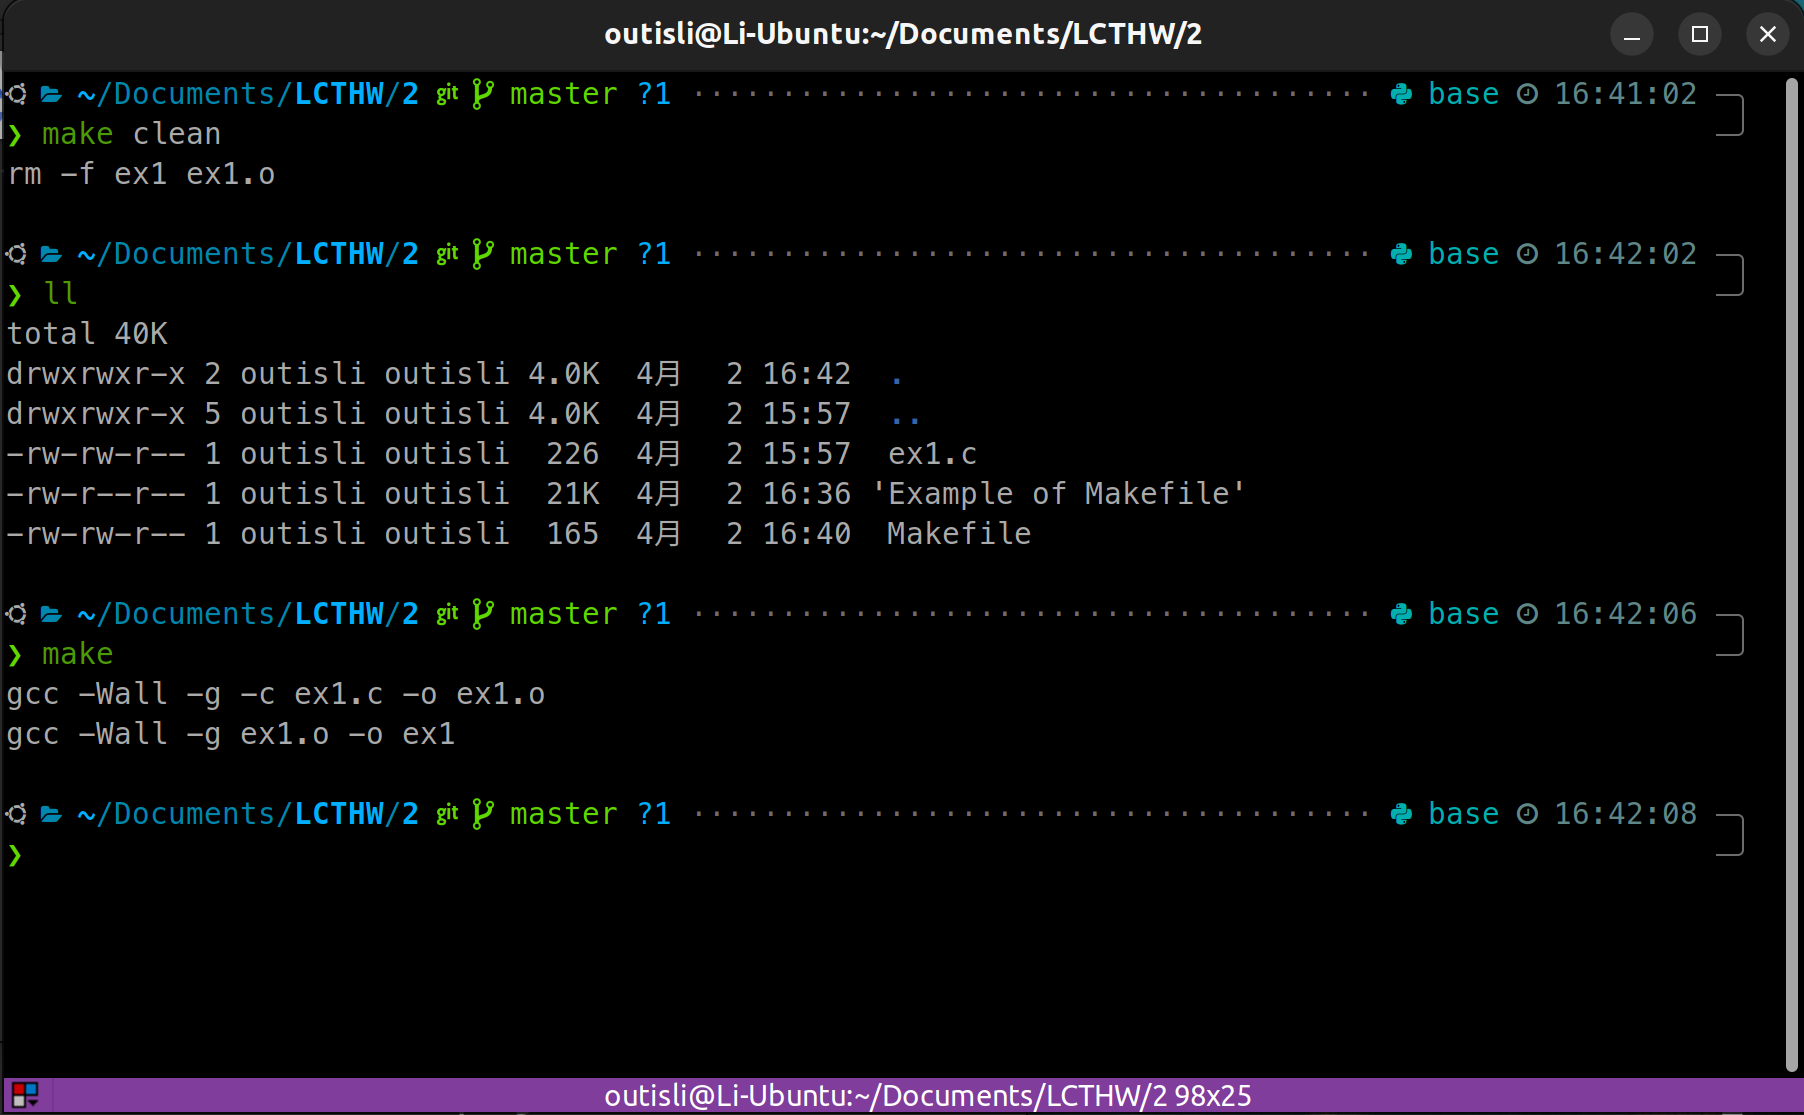 outisli@Li-Ubuntu:~/Documents/LCTHW/2
~/Documents/LCTHW/2 git master ?1 base 16:41:02
❯ make clean
rm -f ex1 ex1.o
~/Documents/LCTHW/2 git master ?1 base 16:42:02
❯ ll
total 40K
drwxrwxr-x 2 outisli outisli 4.0K 4月 2 16:42 .
drwxrwxr-x 5 outisli outisli 4.0K 4月 2 15:57 ..
-rw-rw-r-- 1 outisli outisli 226 4月 2 15:57 ex1.c
-rw-r--r-- 1 outisli outisli 21K 4月 2 16:36 'Example of Makefile'
-rw-rw-r-- 1 outisli outisli 165 4月 2 16:40 Makefile
~/Documents/LCTHW/2 git master ?1 base 16:42:06
❯ make
gcc -Wall -g -c ex1.c -o ex1.o
gcc -Wall -g ex1.o -o ex1
~/Documents/LCTHW/2 git master ?1 base 16:42:08
❯
outisli@Li-Ubuntu:~/Documents/LCTHW/2 98x25